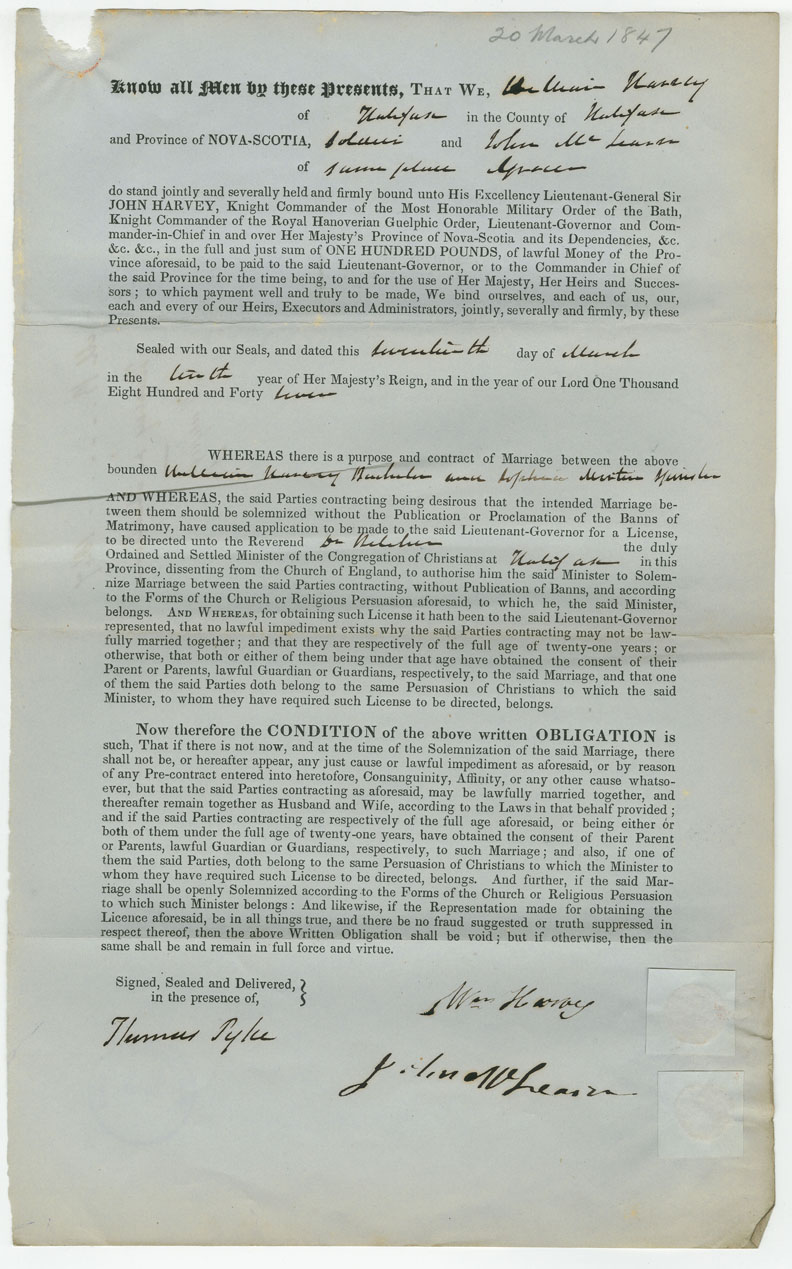 20 March 1847
Know all Men by these Presents, THAT WE, William Harvey
of Halifax in the County of Halifax
and Province of NOVA-SCOTIA, Soldier and John Mc Learn
of same place Grocer
do stand jointly and severally held and firmly bound unto His Excellency Lieutenant-General Sir
JOHN HARVEY, Knight Commander of the Most Honorable Military Order of the Bath,
Knight Commander of the Royal Hanoverian Guelphic Order, Lieutenant-Governor and Com-
mander-in-Chief in and over Her Majesty's Province of Nova-Scotia and its Dependencies, &c.
&c. &c., in the full and just sum of ONE HUNDRED POUNDS, of lawful Money of the Pro-
vince aforesaid, to be paid to the said Lieutenant-Governor, or to the Commander in Chief of
the said Province for the time being, to and for the use of Her Majesty, Her Heirs and Succes-
sors; to which payment well and truly to be made, We bind ourselves, and each of us, our,
each and every of our Heirs, Executors and Administrators, jointly, severally and firmly, by these
Presents.
Sealed with our Seals, and dated this seventeenth day of March
in the tenth year of Her Majesty's Reign, and in the year of our Lord One Thousand
Eight Hundred and Forty seven
WHEREAS there is a purpose and contract of Marriage between the above
bounden William Harvey Bachelor and Sophia Martin Spinster
AND WHEREAS, the said Parties contracting being desirous that the intended Marriage be-
tween them should be solemnized without the Publication or Proclamation of the Banns of
Matrimony, have caused application to be made to the said Lieutenant-Governor for a License,
to be directed unto the Reverend Dr the duly
Ordained and Settled Minister of the Congregation of Christians at Halifax in this
Province, dissenting from the Church of England, to authorise him the said Minister to Solem-
nize Marriage between the said Parties contracting, without Publication of Banns, and according
to the Forms of the Church or Religious Persuasion aforesaid, to which he, the said Minister,
belongs. AND WHEREAS, for obtaining such License it hath been to the said Lieutenant-Governor
represented, that no lawful impediment exists why the said Parties contracting may not be law-
fully married together; and that they are respectively of the full age of twenty-one years; or
otherwise, that both or either of them being under that age have obtained the consent of their
Parent or Parents, lawful Guardian or Guardians, respectively, to the said Marriage, and that one
of them the said Parties doth belong to the same Persuasion of Christians to which the said
Minister, to whom they have required such License to be directed, belongs.
Now therefore the CONDITION of the above written OBLIGATION is
such, That if there is not now, and at the time of the Solemnization of the said Marriage, there
shall not be, or hereafter appear, any just cause or lawful impediment as aforesaid, or by reason
of any Pre-contract entered into heretofore, Consanguinity, Affinity, or any other cause whatso-
ever, but that the said Parties contracting as aforesaid, may be lawfully married together, and
thereafter remain together as Husband and Wife, according to the Laws in that behalf provided;
and if the said Parties contracting are respectively of the full age aforesaid, or being either or
both of them under the full age of twenty-one years, have obtained the consent of their Parent
or Parents, lawful Guardian or Guardians, respectively, to such Marriage; and also, if one of
them the said Parties, doth belong to the same Persuasion of Christians to which the Minister to
whom they have required such License to be directed, belongs. And further, if the said Mar-
riage shall be openly Solemnized according to the Forms of the Church or Religious Persuasion
to which such Minister belongs: And likewise, if the Representation made for obtaining the
Licence aforesaid, be in all things true, and there be no fraud suggested or truth suppressed in
respect thereof, then the above Written Obligation shall be void; but if otherwise, then the
same shall be and remain in full force and virtue.
Signed, Sealed and Delivered,
in the presence of,
Wm Harvey
Thomas Pyke
John McLearn